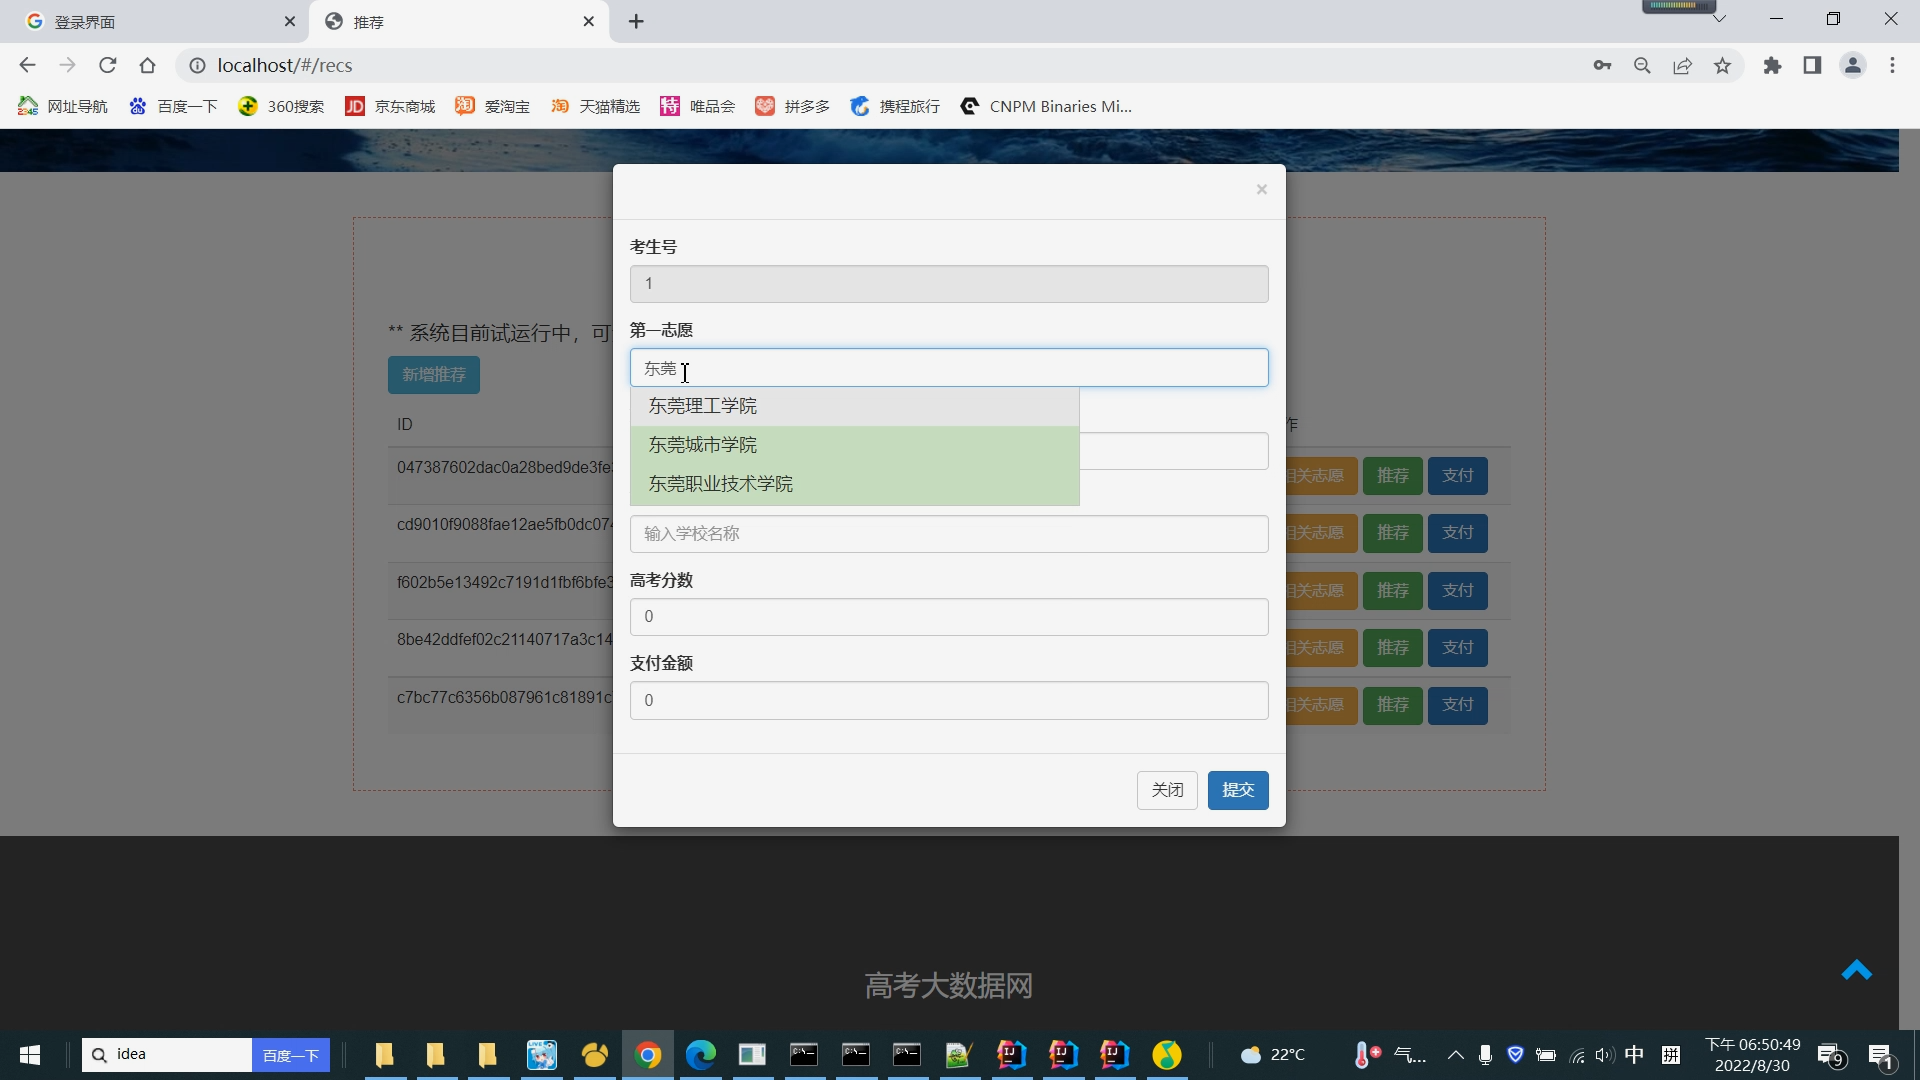 登录界面
推荐
localhost/#/recs
网址导航
百度一下
360搜索
京东商城
爱淘宝
天猫精选
唯品会
拼多多
携程旅行
CNPM Binaries Mi...
×
考生号
1
第一志愿
** 系统目前试运行中，可
东莞
新增推荐
东莞理工学院
ID
作
东莞城市学院
047387602dac0a28bed9de3fe
相关志愿 推荐 支付
东莞职业技术学院
cd9010f9088fae12ae5fb0dc074
输入学校名称
相关志愿 推荐 支付
高考分数
f602b5e13492c7191d1fbf6bfe3
相关志愿 推荐 支付
0
8be42ddfef02c21140717a3c14
相关志愿 推荐 支付
支付金额
c7bc77c6356b087961c81891c
0
相关志愿 推荐 支付
关闭 提交
高考大数据网
idea 百度一下
22°C
气...
中
拼
下午 06:50:49
2022/8/30
9
1